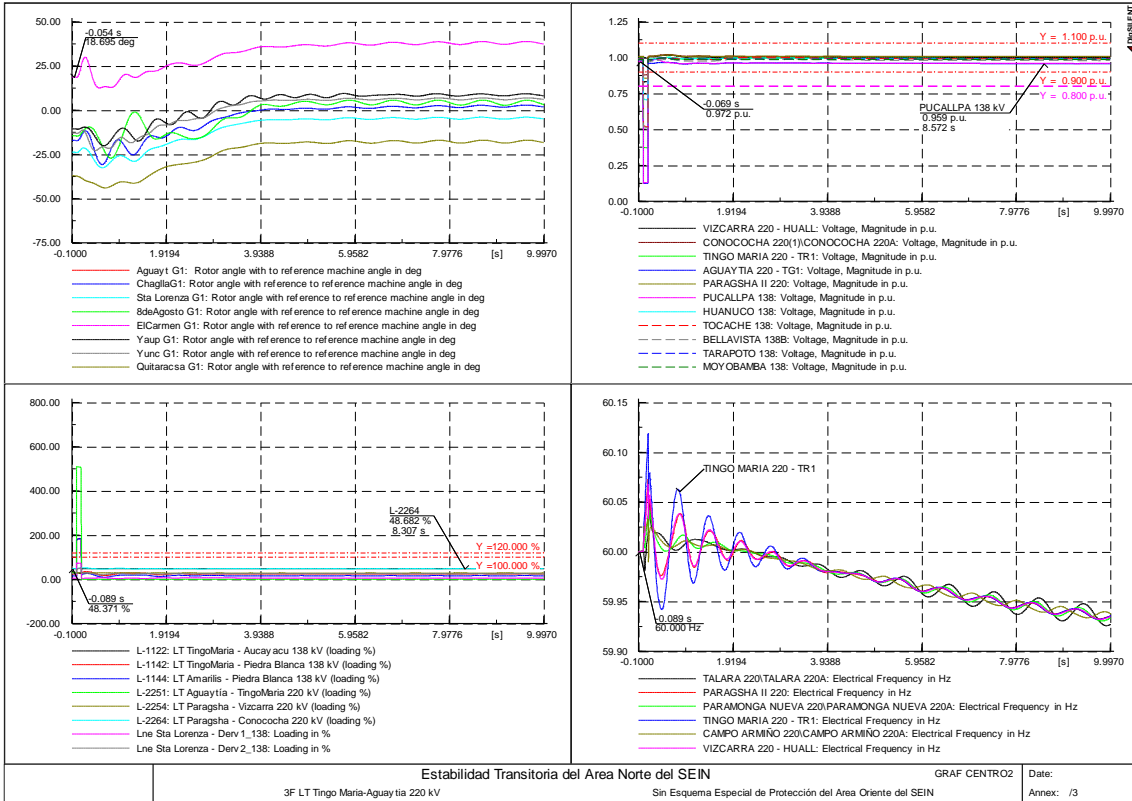 50.00
25.00
0.00
-25.00
-50.00
-75.00
-0.1000 1.9194 3.9388 5.9582 7.9776 [s] 9.9970
-0.054 s
18.695 deg
Aguayt G1: Rotor angle with to reference machine angle in deg
ChagllaG1: Rotor angle with reference to reference machine angle in deg
Sta Lorenza G1: Rotor angle with reference to reference machine angle in deg
8deAgosto G1: Rotor angle with reference to reference machine angle in deg
ElCarmen G1: Rotor angle with reference to reference machine angle in deg
Yaup G1: Rotor angle with reference to reference machine angle in deg
Yunc G1: Rotor angle with reference to reference machine angle in deg
Quitaracsa G1: Rotor angle with reference to reference machine angle in deg
1.25
1.00
0.75
0.50
0.25
0.00
-0.1000 1.9194 3.9388 5.9582 7.9776 [s] 9.9970
Y = 1.100 p.u.
Y = 0.900 p.u.
Y = 0.800 p.u.
-0.069 s
0.972 p.u.
PUCALLPA 138 kV
0.959 p.u.
8.572 s
DIgSILENT
VIZCARRA 220 - HUALL: Voltage, Magnitude in p.u.
CONOCOCHA 220(1)\CONOCOCHA 220A: Voltage, Magnitude in p.u.
TINGO MARIA 220 - TR1: Voltage, Magnitude in p.u.
AGUAYTIA 220 - TG1: Voltage, Magnitude in p.u.
PARAGSHA II 220: Voltage, Magnitude in p.u.
PUCALLPA 138: Voltage, Magnitude in p.u.
HUANUCO 138: Voltage, Magnitude in p.u.
TOCACHE 138: Voltage, Magnitude in p.u.
BELLAVISTA 138B: Voltage, Magnitude in p.u.
TARAPOTO 138: Voltage, Magnitude in p.u.
MOYOBAMBA 138: Voltage, Magnitude in p.u.
800.00
600.00
400.00
200.00
0.00
-200.00
-0.1000 1.9194 3.9388 5.9582 7.9776 [s] 9.9970
L-2264
48.682 %
8.307 s
Y =120.000 %
Y =100.000 %
-0.089 s
48.371 %
L-1122: LT TingoMaria - Aucayacu 138 kV (loading %)
L-1142: LT TingoMaria - Piedra Blanca 138 kV (loading %)
L-1144: LT Amarilis - Piedra Blanca 138 kV (loading %)
L-2251: LT Aguaytía - TingoMaria 220 kV (loading %)
L-2254: LT Paragsha - Vizcarra 220 kV (loading %)
L-2264: LT Paragsha - Conococha 220 kV (loading %)
Lne Sta Lorenza - Derv1_138: Loading in %
Lne Sta Lorenza - Derv2_138: Loading in %
60.15
60.10
60.05
60.00
59.95
59.90
-0.1000 1.9194 3.9388 5.9582 7.9776 [s] 9.9970
TINGO MARIA 220 - TR1
-0.089 s
60.000 Hz
TALARA 220\TALARA 220A: Electrical Frequency in Hz
PARAGSHA II 220: Electrical Frequency in Hz
PARAMONGA NUEVA 220\PARAMONGA NUEVA 220A: Electrical Frequency in Hz
TINGO MARIA 220 - TR1: Electrical Frequency in Hz
CAMPO ARMIÑO 220\CAMPO ARMIÑO 220A: Electrical Frequency in Hz
VIZCARRA 220 - HUALL: Electrical Frequency in Hz
Estabilidad Transitoria del Area Norte del SEIN GRAF CENTRO2 Date:
3F LT Tingo Maria-Aguaytia 220 kV Sin Esquema Especial de Protección del Area Oriente del SEIN Annex: /3